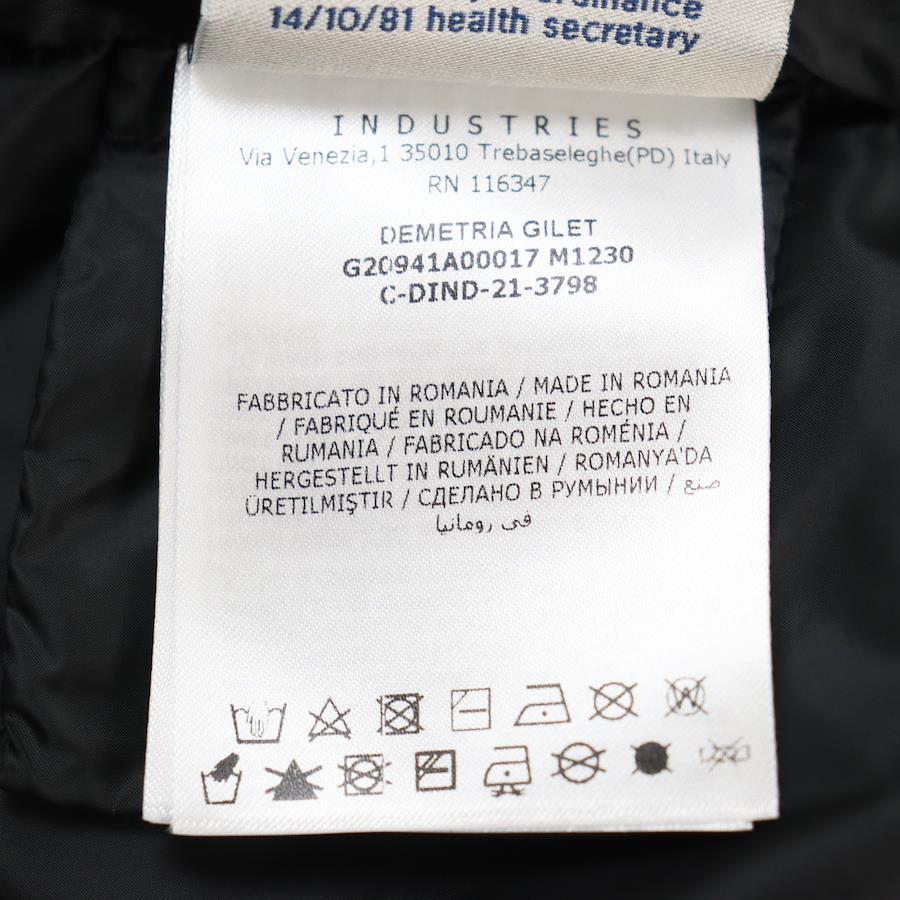 14/10/81 health secretary
INDUSTRIES
Via Venezia,1 35010 Trebaseleghe(PD) Italy
RN 116347
DEMETRIA GILET
G20941A00017 M1230
C-DIND-21-3798
FABBRICATO IN ROMANIA / MADE IN ROMANIA
/ FABRIQUÉ EN ROUMANIE / HECHO EN
RUMANIA / FABRICADO NA ROMÉNIA /
HERGESTELLT IN RUMÄNIEN / ROMANYA'DA
ÜRETILMIŞTIR / СДЕЛАНО В РУМЫНИИ / صنع
في رومانيا